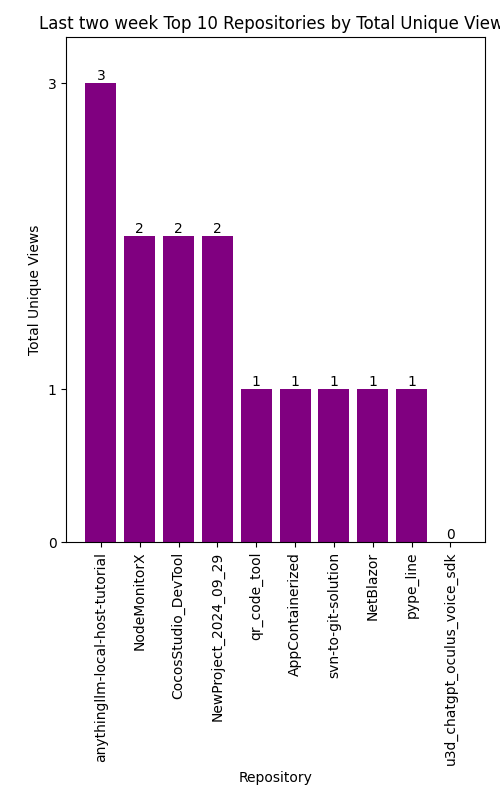 Last two week Top 10 Repositories by Total Unique View
3
2
2
2
1
1
1
1
1
0
3
1
0
Total Unique Views
anythingllm-local-host-tutorial
NodeMonitorX
CocosStudio_DevTool
NewProject_2024_09_29
qr_code_tool
AppContainerized
svn-to-git-solution
NetBlazor
pype_line
u3d_chatgpt_oculus_voice_sdk
Repository